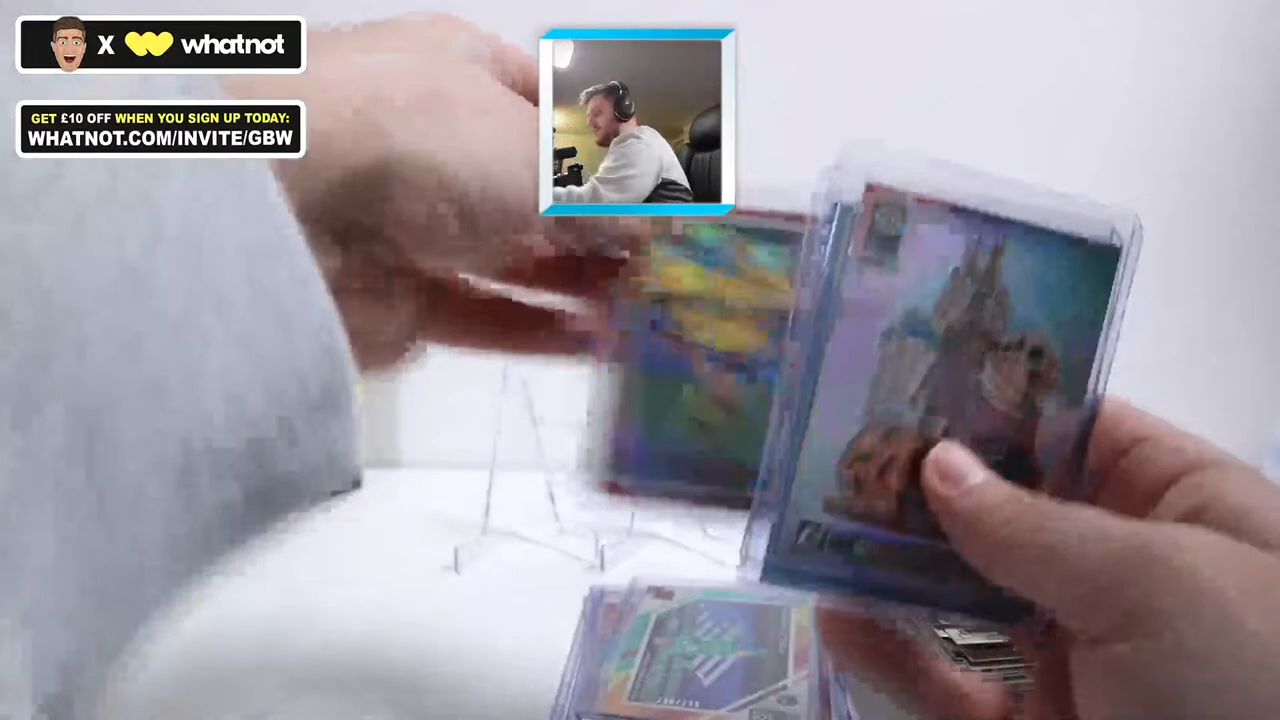 X whatnot
GET £10 OFF WHEN YOU SIGN UP TODAY:
WHATNOT.COM/INVITE/GBW